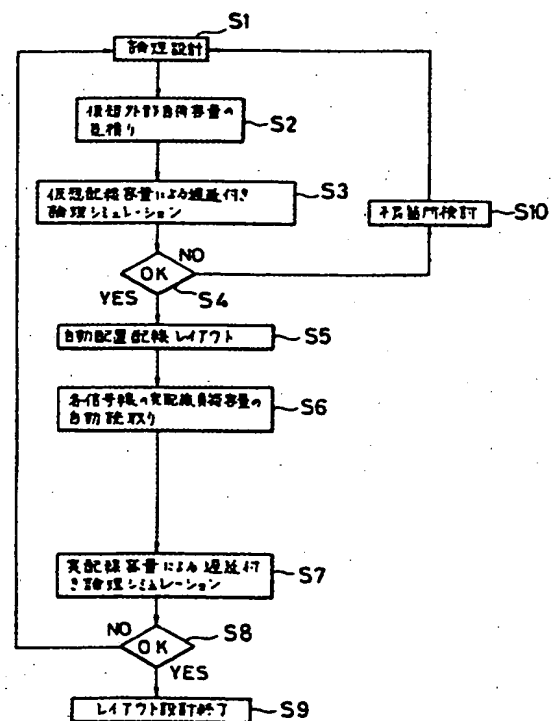 S1
論理設計
仮想外部負荷容量の
見積り
S2
仮想配線容量による遅延付き
論理シミュレーション
S3
NO
OK
YES
S4
不良箇所検討
S10
自動配置配線レイアウト
S5
各信号線の実配線負荷容量の
自動読取り
S6
実配線容量による遅延付
き論理シミュレーション
S7
NO
OK
S8
YES
レイアウト設計終了
S9